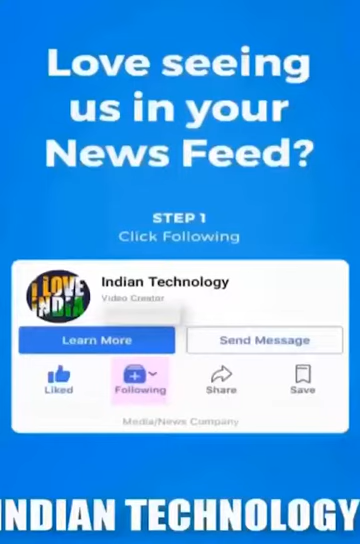 Love seeing
us in your
News Feed?
STEP 1
Click Following
I LOVE
INDIA
Indian Technology
Video Creator
Learn More
Send Message
Liked
Following
Share
Save
Media/News Company
INDIAN TECHNOLOGY